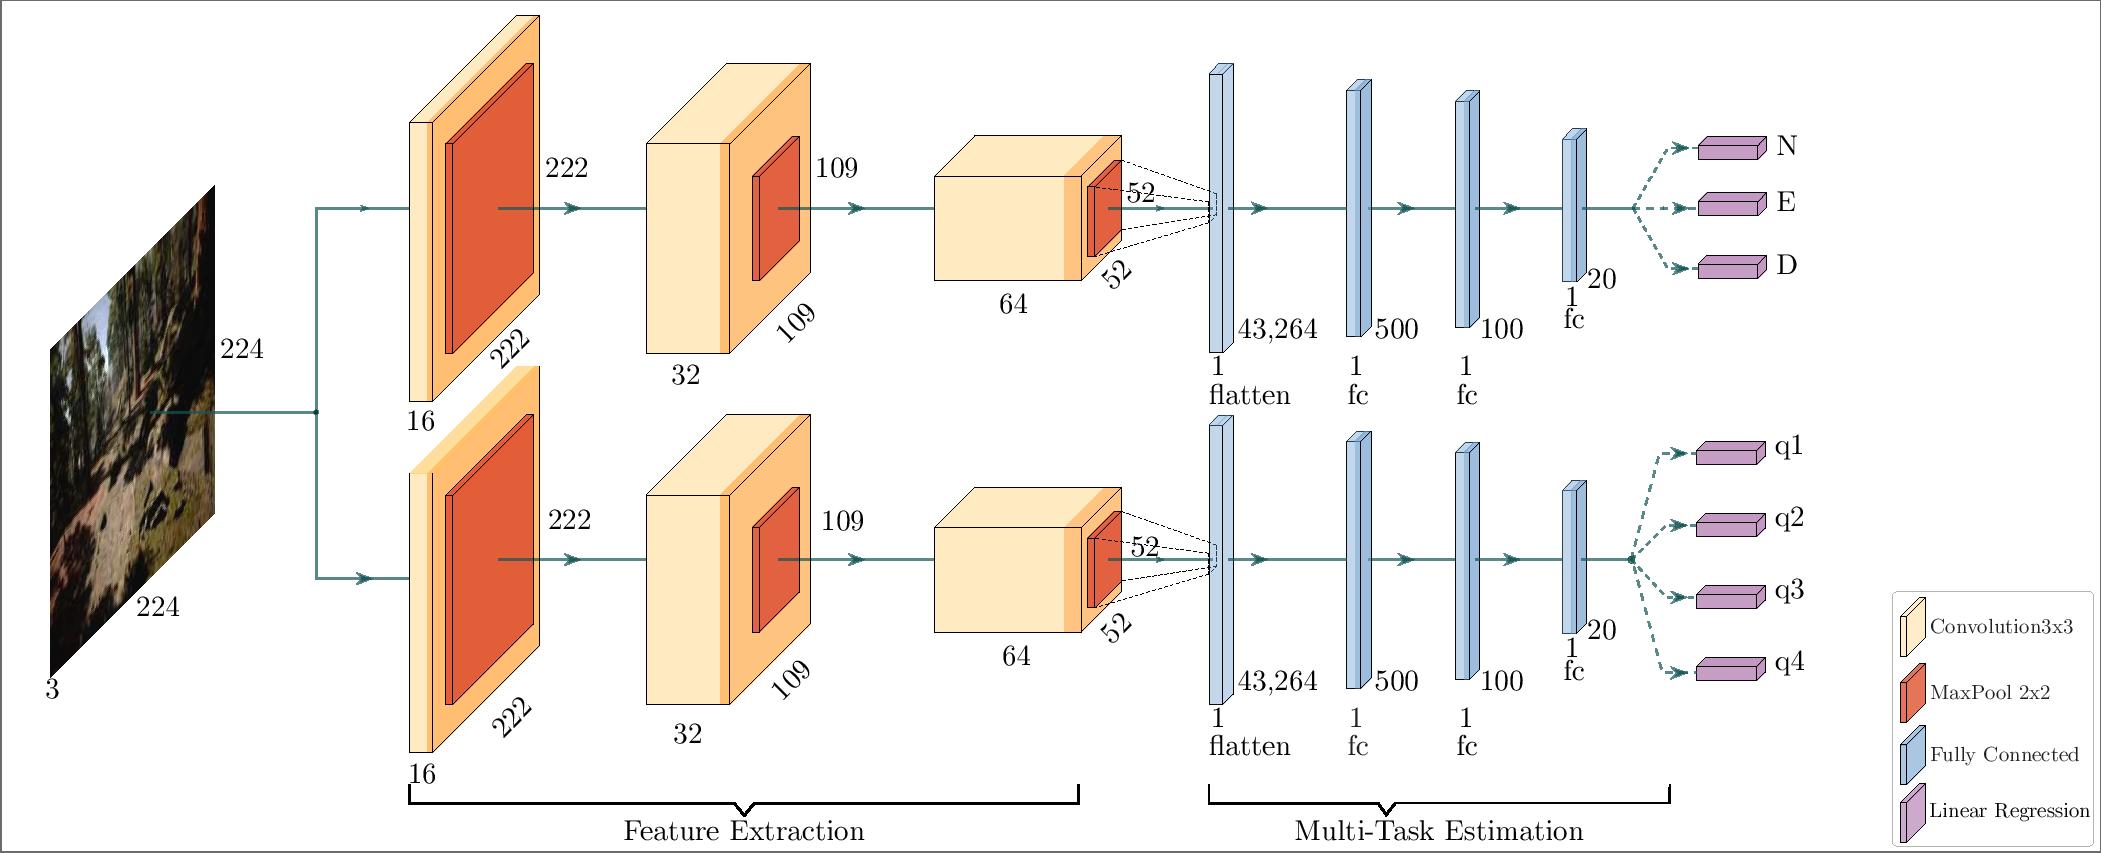 224
224
3
222
222
16
109
109
32
52
52
64
43,264
1
flatten
500
1
fc
100
1
fc
20
1
fc
N
E
D
222
222
16
109
109
32
52
52
64
43,264
1
flatten
500
1
fc
100
1
fc
20
1
fc
q1
q2
q3
q4
Feature Extraction
Multi-Task Estimation
Convolution3x3
MaxPool 2x2
Fully Connected
Linear Regression